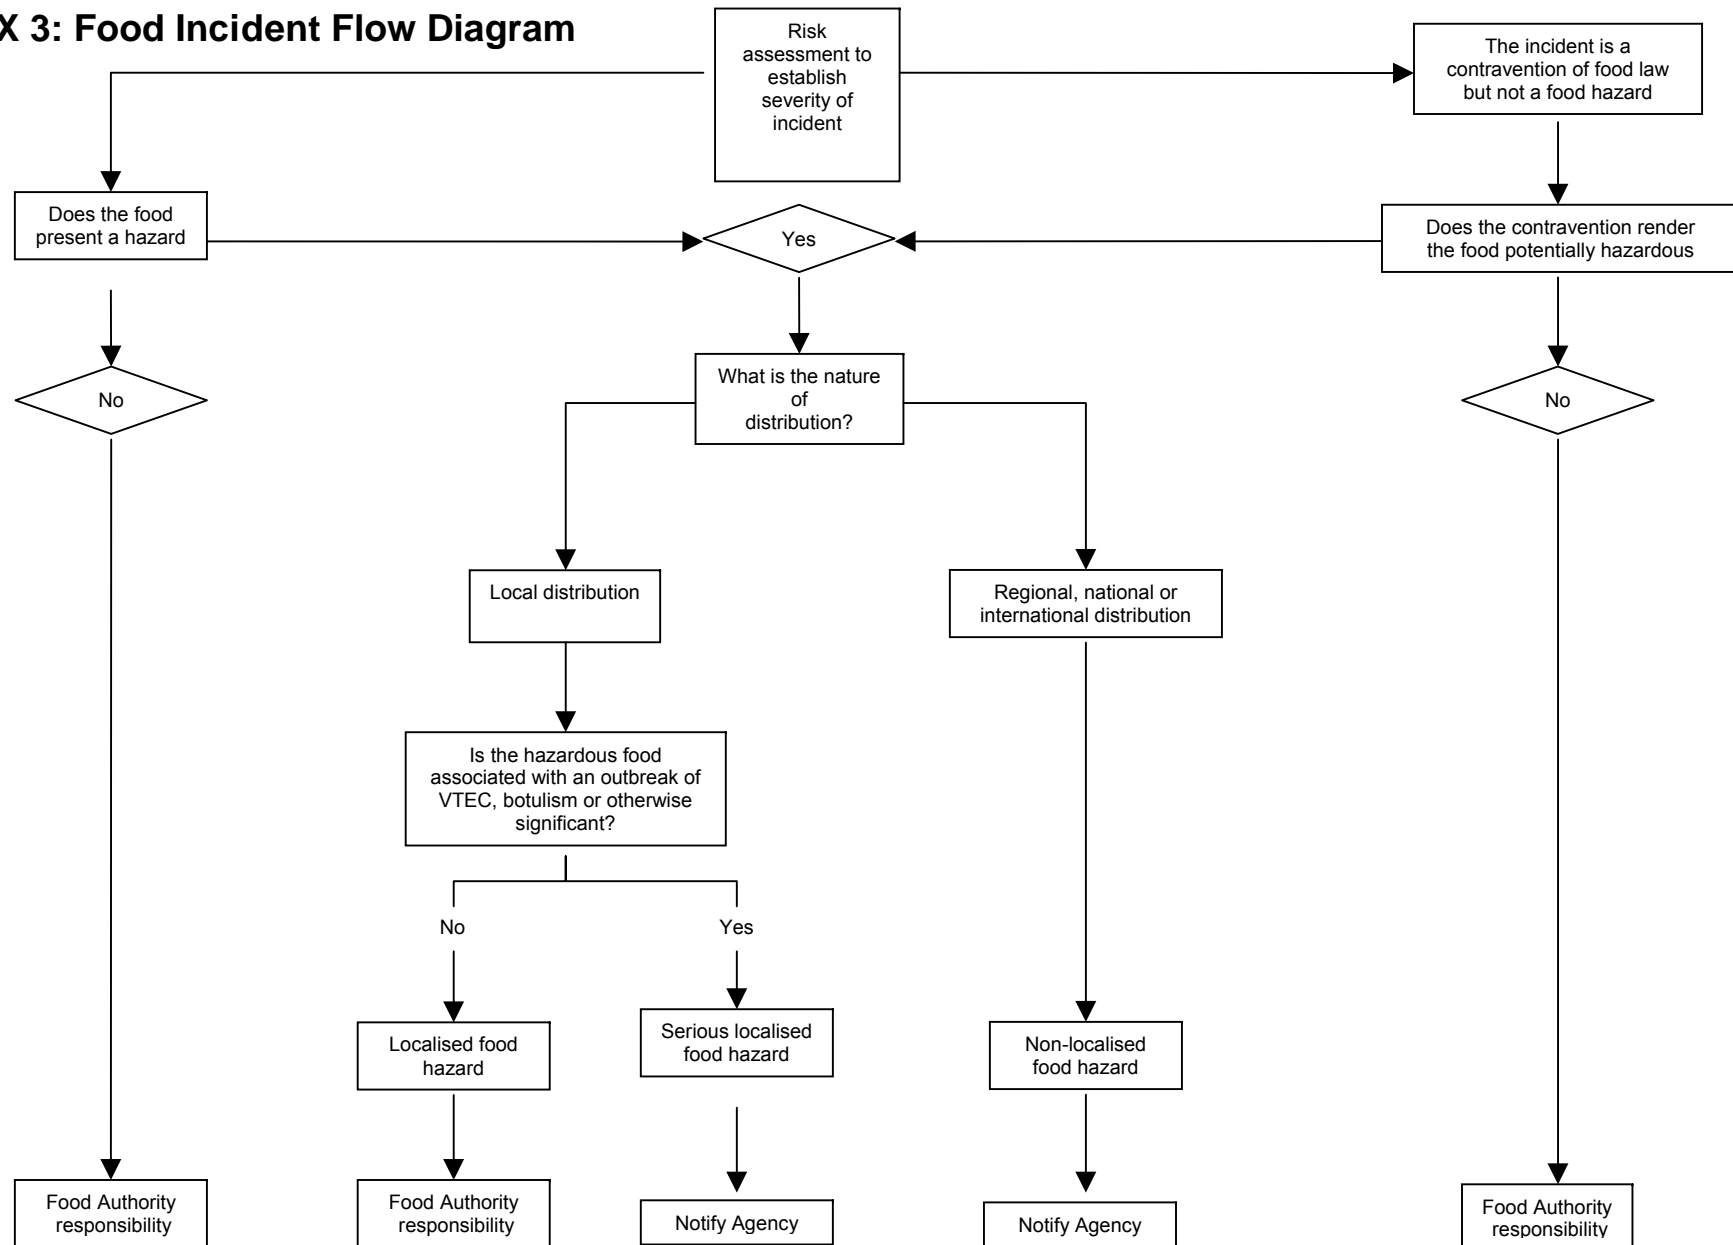 X 3: Food Incident Flow Diagram
Risk
assessment to
establish
severity of
incident
The incident is a
contravention of food law
but not a food hazard
Does the food
present a hazard
Yes
Does the contravention render
the food potentially hazardous
No
What is the nature
of
distribution?
No
Local distribution
Regional, national or
international distribution
Is the hazardous food
associated with an outbreak of
VTEC, botulism or otherwise
significant?
No
Yes
Localised food
hazard
Serious localised
food hazard
Non-localised
food hazard
Food Authority
responsibility
Food Authority
responsibility
Notify Agency
Notify Agency
Food Authority
responsibility